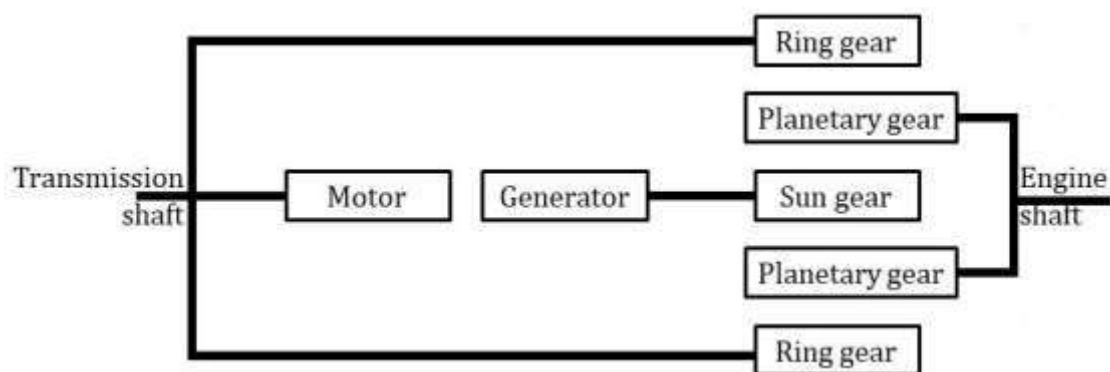 Ring gear
Planetary gear
Transmission
shaft
Motor
Generator
Sun gear
Engine
shaft
Planetary gear
Ring gear